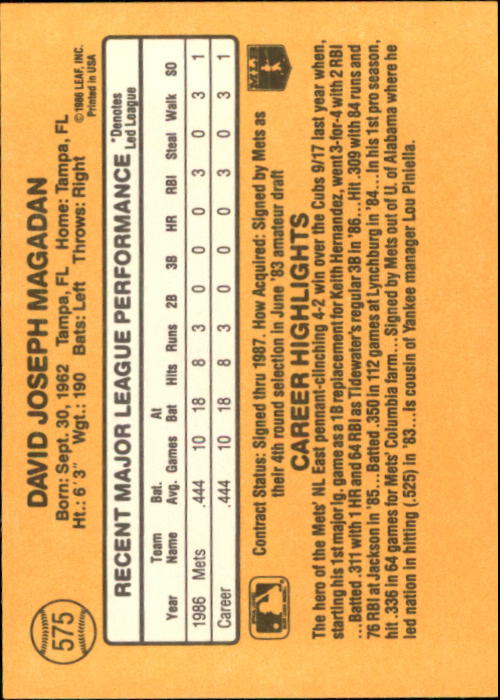 575
DAVID JOSEPH MAGADAN
Born: Sept. 30, 1962 Tampa, FL Home: Tampa, FL
Ht.: 6' 3" Wgt.: 190 Bats: Left Throws: Right
©1986 LEAF, INC.
Printed in USA
RECENT MAJOR LEAGUE PERFORMANCE
*Denotes
Led League
Year Team Name Bat. Avg. Games At Bat Hits Runs 2B 3B HR RBI Steal Walk SO
1986 Mets .444 10 18 8 3 0 0 0 3 0 3 1
Career .444 10 18 8 3 0 0 0 3 0 3 1
Contract Status: Signed thru 1987. How Acquired: Signed by Mets as
their 4th round selection in June '83 amateur draft
MLB
CAREER HIGHLIGHTS
The hero of the Mets' NL East pennant-clinching 4-2 win over the Cubs 9/17 last year when,
starting his 1st major lg. game as a 1B replacement for Keith Hernandez, went 3-for-4 with 2 RBI
...Batted .311 with 1 HR and 64 RBI as Tidewater's regular 3B in '86...Hit .309 with 84 runs and
76 RBI at Jackson in '85...Batted .350 in 112 games at Lynchburg in '84...In his 1st pro season,
hit .336 in 64 games for Mets' Columbia farm...Signed by Mets out of U. of Alabama where he
led nation in hitting (.525) in '83...Is cousin of Yankee manager Lou Piniella.